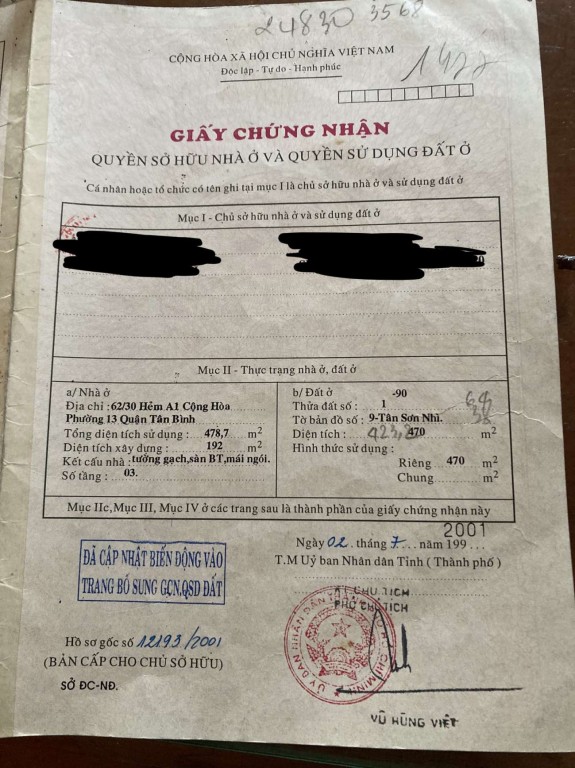 24830 3568
CỘNG HÒA XÃ HỘI CHỦ NGHĨA VIỆT NAM
Độc lập - Tự do - Hạnh phúc
1422
GIẤY CHỨNG NHẬN
QUYỀN SỞ HỮU NHÀ Ở VÀ QUYỀN SỬ DỤNG ĐẤT Ở
Cá nhân hoặc tổ chức có tên ghi tại mục I là chủ sở hữu nhà ở và sử dụng đất ở
Mục I - Chủ sở hữu nhà ở và sử dụng đất ở
Mục II - Thực trạng nhà ở, đất ở
a/ Nhà ở
Địa chỉ : 62/30 Hẻm A1 Cộng Hòa
Phường 13 Quận Tân Bình
Tổng diện tích sử dụng : 478,7 m2
Diện tích xây dựng : 192 m2
Kết cấu nhà : tường gạch,sàn BT,mái ngói.
Số tầng : 03.
b/ Đất ở -90
Thửa đất số : 1 68
Tờ bản đồ số : 9-Tân Sơn Nhì. 38
Diện tích : 423,8 470 m2
Hình thức sử dụng :
Riêng 470 m2
Chung m2
Mục IIc, Mục III, Mục IV ở các trang sau là thành phần của giấy chứng nhận này
2001
Ngày 02 tháng 7 năm 199
T.M Uỷ ban Nhân dân Tỉnh ( Thành phố )
ĐÃ CẬP NHẬT BIẾN ĐỘNG VÀO
TRANG BỔ SUNG GCN,QSD ĐẤT
CHỦ TỊCH
PHÓ CHỦ TỊCH
Hồ sơ gốc số 12193/2001
(BẢN CẤP CHO CHỦ SỞ HỮU)
SỞ ĐC-NĐ.
VŨ HÙNG VIỆT